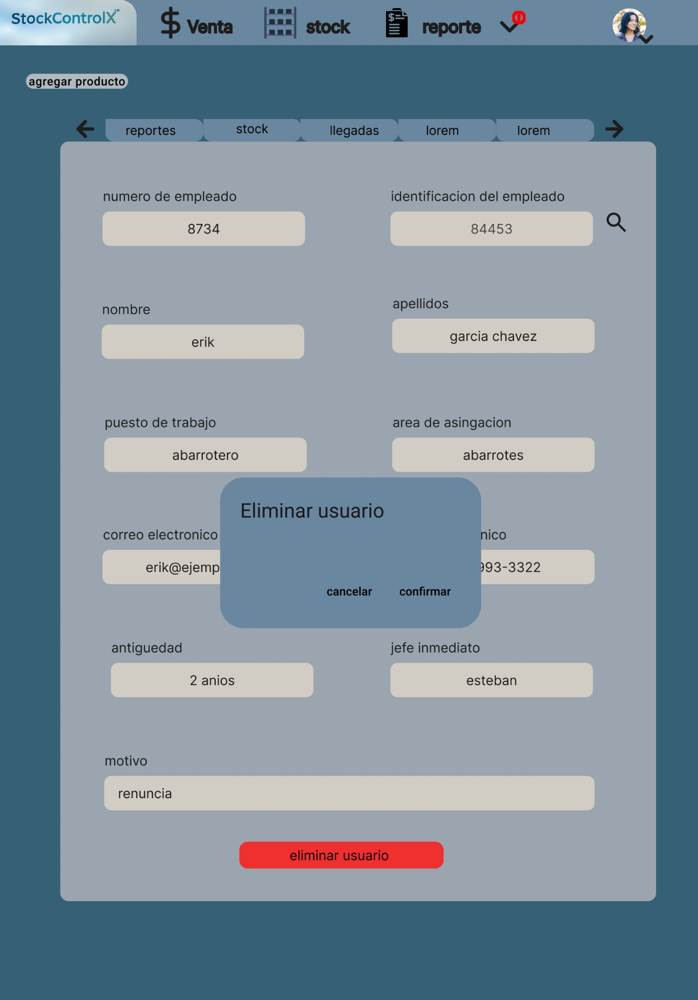 StockControlX™
$ Venta
stock
reporte
agregar producto
reportes
stock
llegadas
lorem
lorem
numero de empleado
identificacion del empleado
8734
84453
nombre
apellidos
erik
garcia chavez
puesto de trabajo
area de asingacion
abarrotero
abarrotes
Eliminar usuario
cancelar
confirmar
correo electronico
nico
erik@ejemp
993-3322
antiguedad
jefe inmediato
2 anios
esteban
motivo
renuncia
eliminar usuario